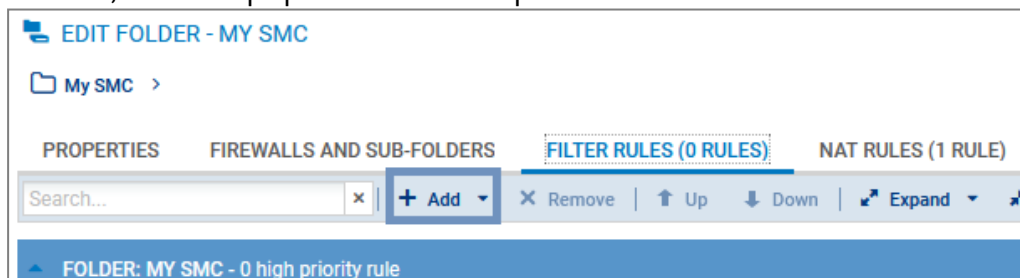 EDIT FOLDER - MY SMC
My SMC >
PROPERTIES FIREWALLS AND SUB-FOLDERS FILTER RULES (0 RULES) NAT RULES (1 RULE)
Search... × + Add Remove Up Down Expand
FOLDER: MY SMC - 0 high priority rule